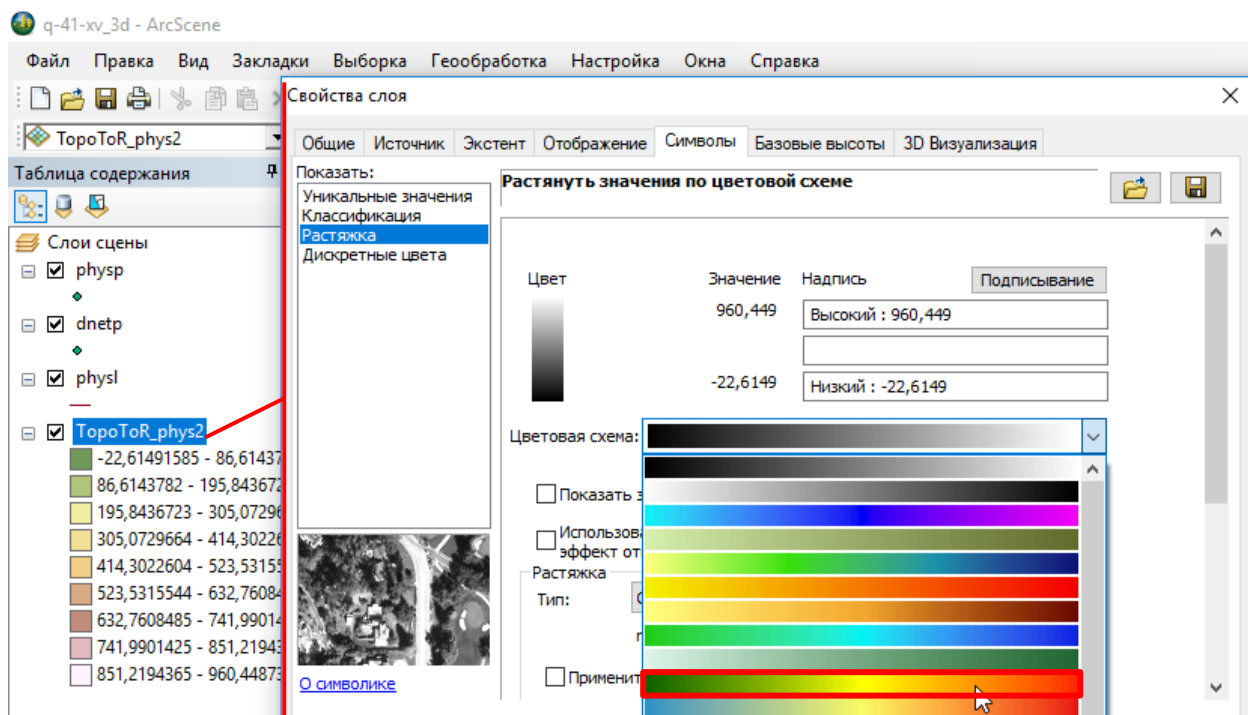 q-41-xv_3d - ArcScene
Файл Правка Вид Закладки Выборка Геообработка Настройка Окна Справка
TopoToR_phys2
Таблица содержания
Слои сцены
physp
dnetp
physl
TopoToR_phys2
-22,61491585 - 86,61437
86,6143782 - 195,843672
195,8436723 - 305,07296
305,0729664 - 414,30226
414,3022604 - 523,53155
523,5315544 - 632,76084
632,7608485 - 741,99014
741,9901425 - 851,21943
851,2194365 - 960,44873
Свойства слоя
Общие Источник Экстент Отображение Символы Базовые высоты 3D Визуализация
Показать:
Уникальные значения
Классификация
Растяжка
Дискретные цвета
О символике
Растянуть значения по цветовой схеме
Цвет Значение Надпись Подписывание
960,449 Высокий : 960,449
-22,6149 Низкий : -22,6149
Цветовая схема:
Показать з
Использова
эффект от
Растяжка
Тип:
Применит